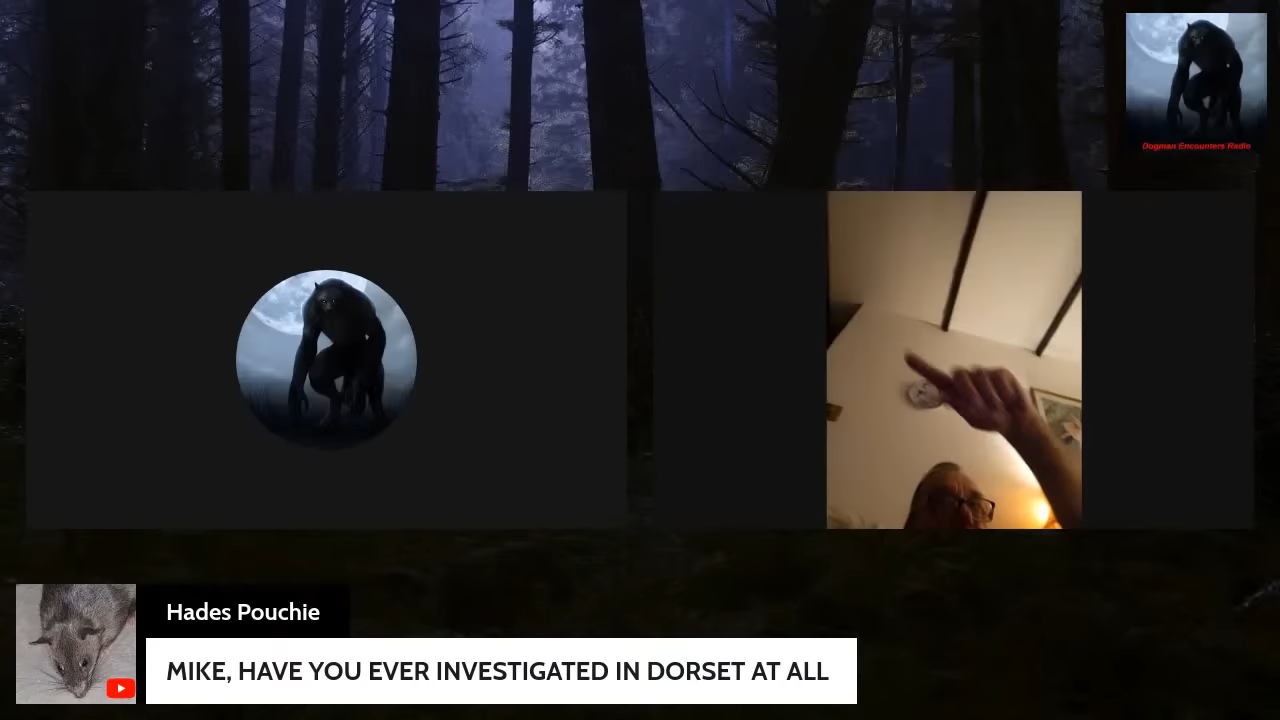 Dogman Encounters Radio
Hades Pouchie
MIKE, HAVE YOU EVER INVESTIGATED IN DORSET AT ALL